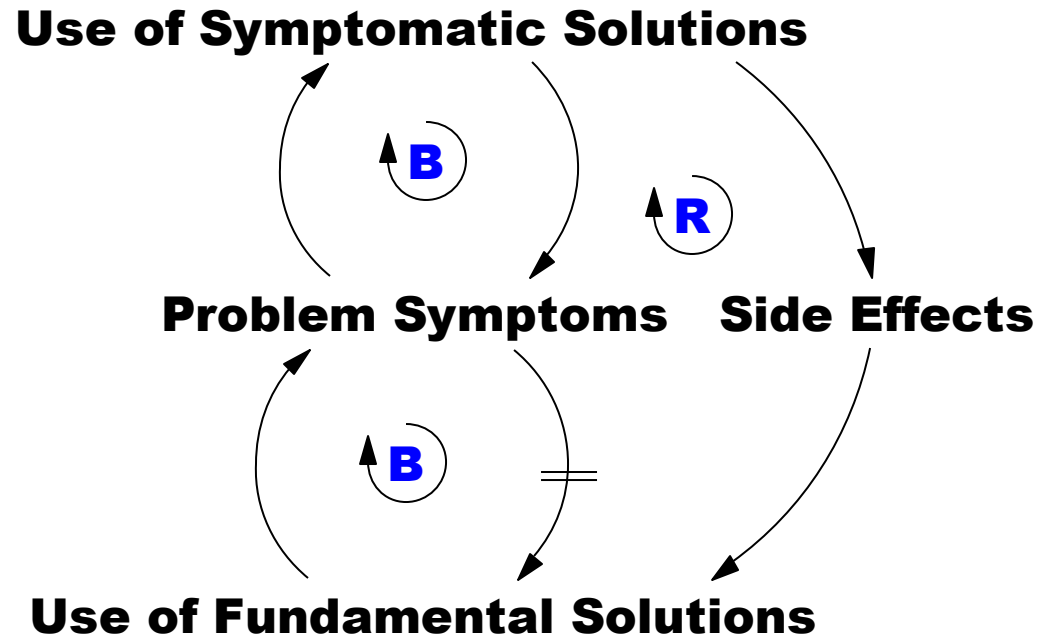 Use of Symptomatic Solutions
B
R
Problem Symptoms
Side Effects
B
Use of Fundamental Solutions